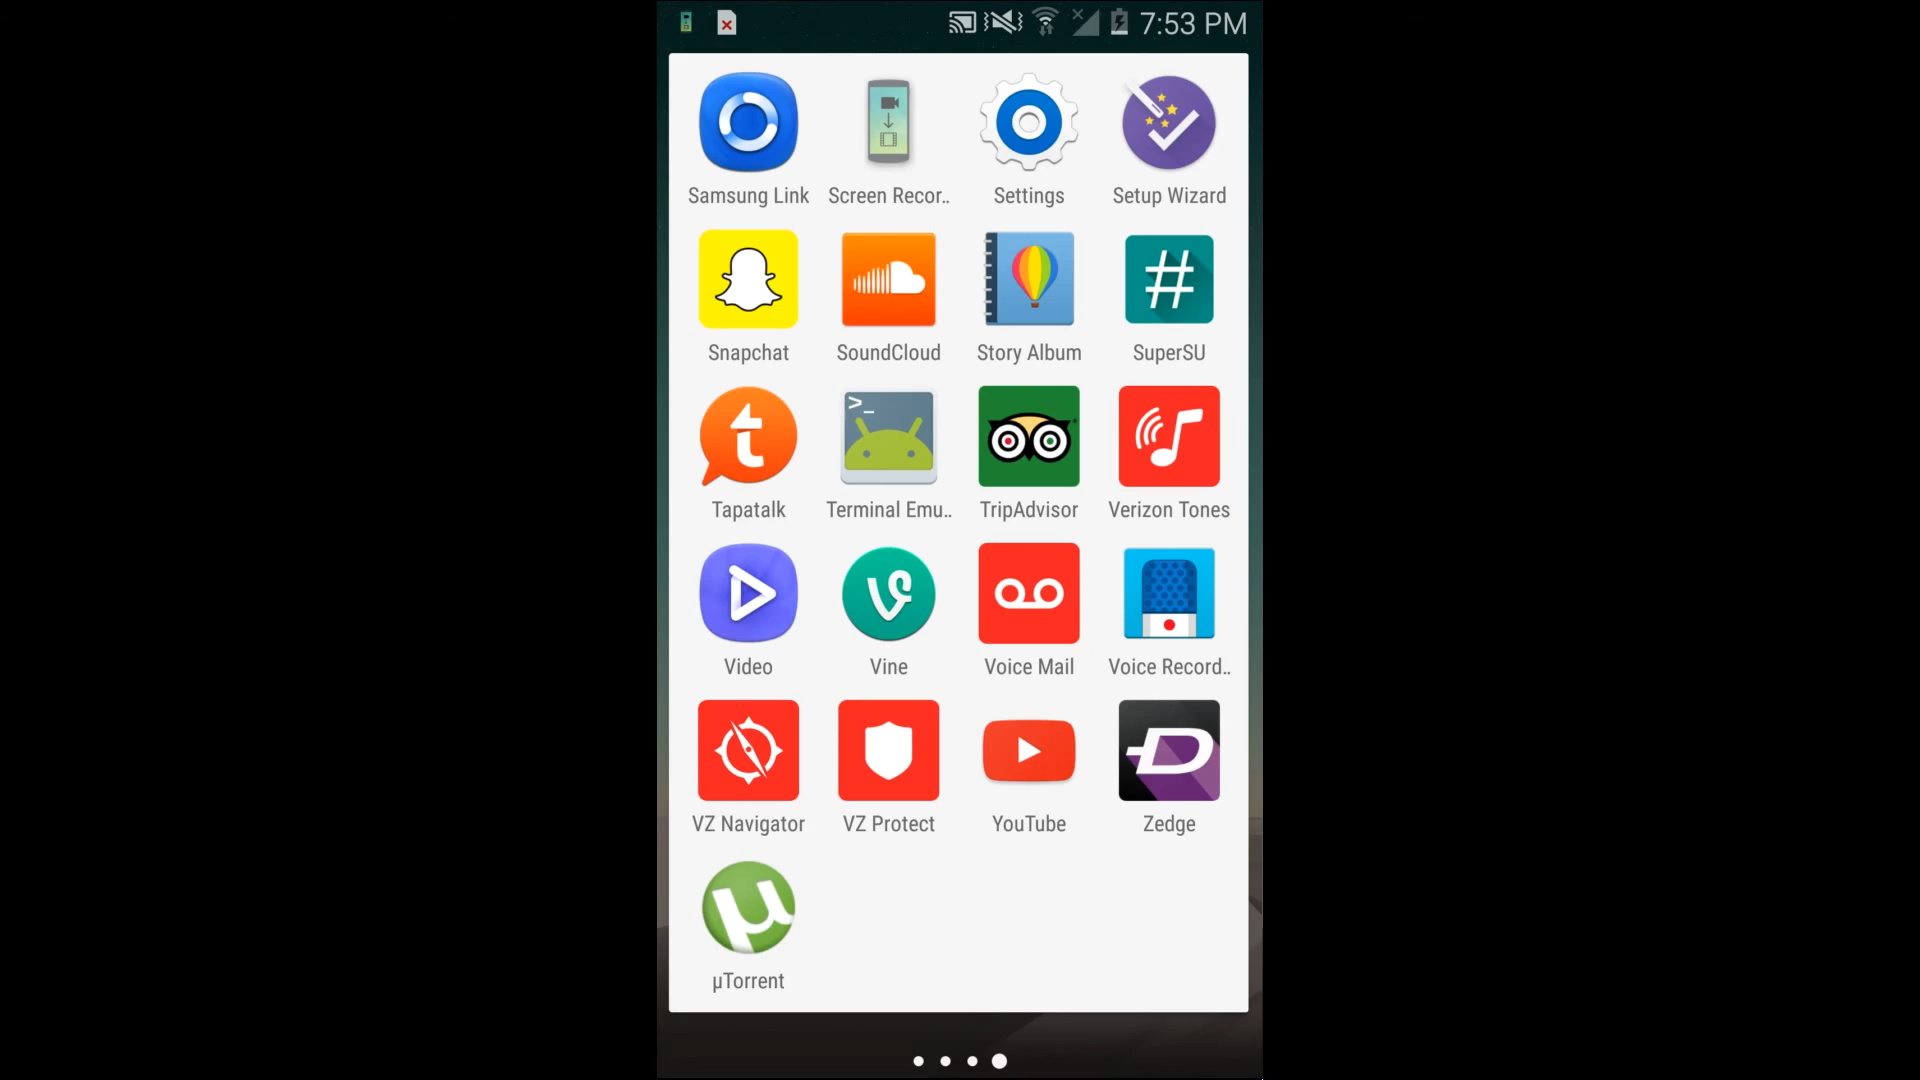 7:53 PM
Samsung Link Screen Recor.. Settings Setup Wizard
Snapchat SoundCloud Story Album SuperSU
Tapatalk Terminal Emu.. TripAdvisor Verizon Tones
Video Vine Voice Mail Voice Record..
VZ Navigator VZ Protect YouTube Zedge
µTorrent